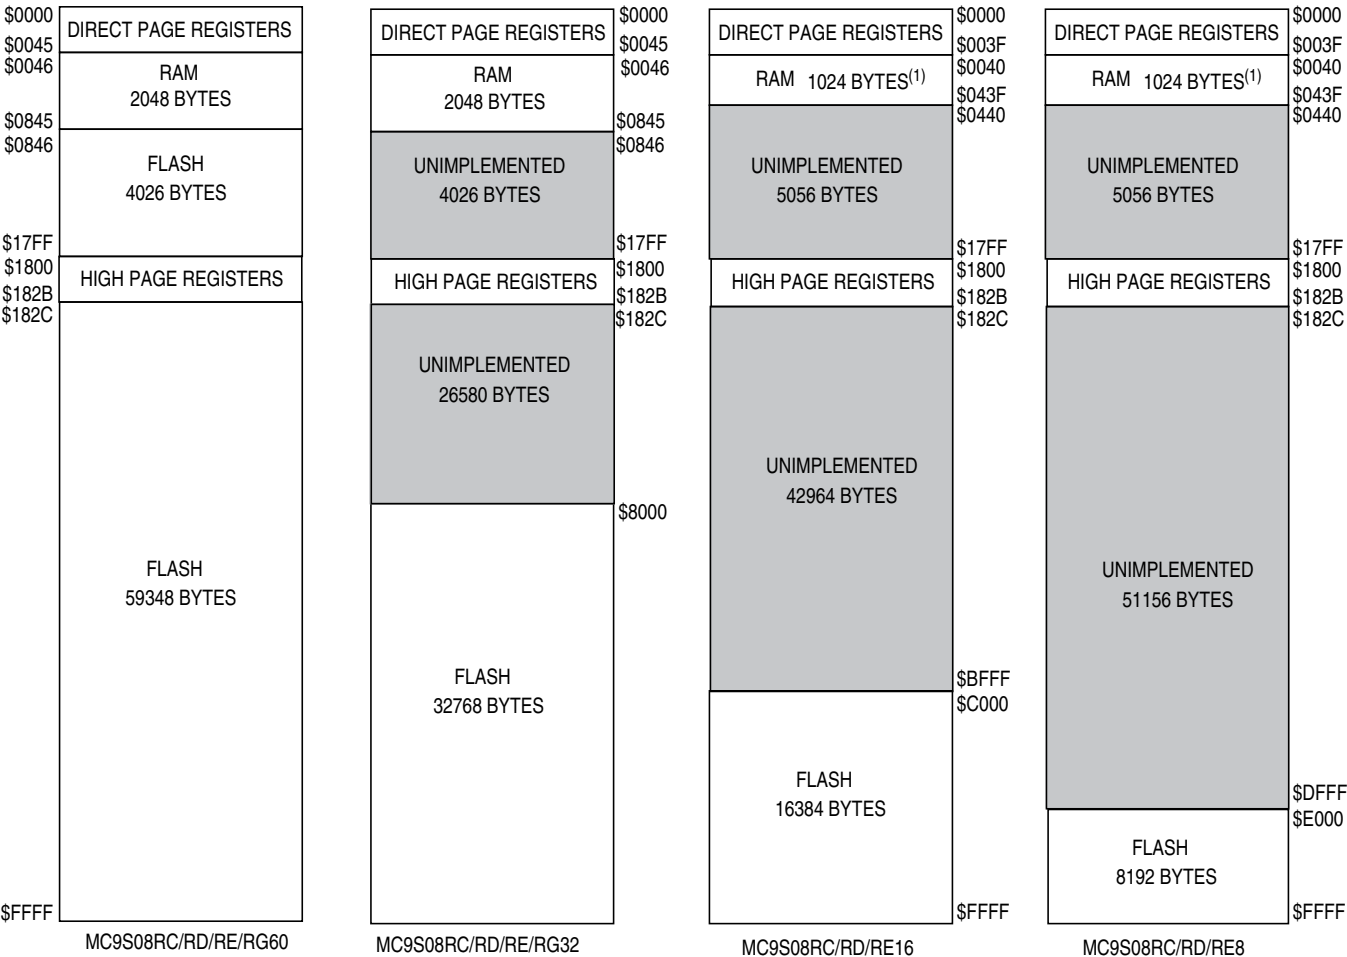 $0000
DIRECT PAGE REGISTERS
$0045
$0046
RAM
2048 BYTES
$0845
$0846
FLASH
4026 BYTES
$17FF
$1800
HIGH PAGE REGISTERS
$182B
$182C
FLASH
59348 BYTES
$FFFF
MC9S08RC/RD/RE/RG60
$0000
DIRECT PAGE REGISTERS
$0045
$0046
RAM
2048 BYTES
$0845
$0846
UNIMPLEMENTED
4026 BYTES
$17FF
$1800
HIGH PAGE REGISTERS
$182B
$182C
UNIMPLEMENTED
26580 BYTES
$8000
FLASH
32768 BYTES
MC9S08RC/RD/RE/RG32
$0000
DIRECT PAGE REGISTERS
$003F
$0040
RAM 1024 BYTES(1)
$043F
$0440
UNIMPLEMENTED
5056 BYTES
$17FF
$1800
HIGH PAGE REGISTERS
$182B
$182C
UNIMPLEMENTED
42964 BYTES
$BFFF
$C000
FLASH
16384 BYTES
$FFFF
MC9S08RC/RD/RE16
$0000
DIRECT PAGE REGISTERS
$003F
$0040
RAM 1024 BYTES(1)
$043F
$0440
UNIMPLEMENTED
5056 BYTES
$17FF
$1800
HIGH PAGE REGISTERS
$182B
$182C
UNIMPLEMENTED
51156 BYTES
$DFFF
$E000
FLASH
8192 BYTES
$FFFF
MC9S08RC/RD/RE8